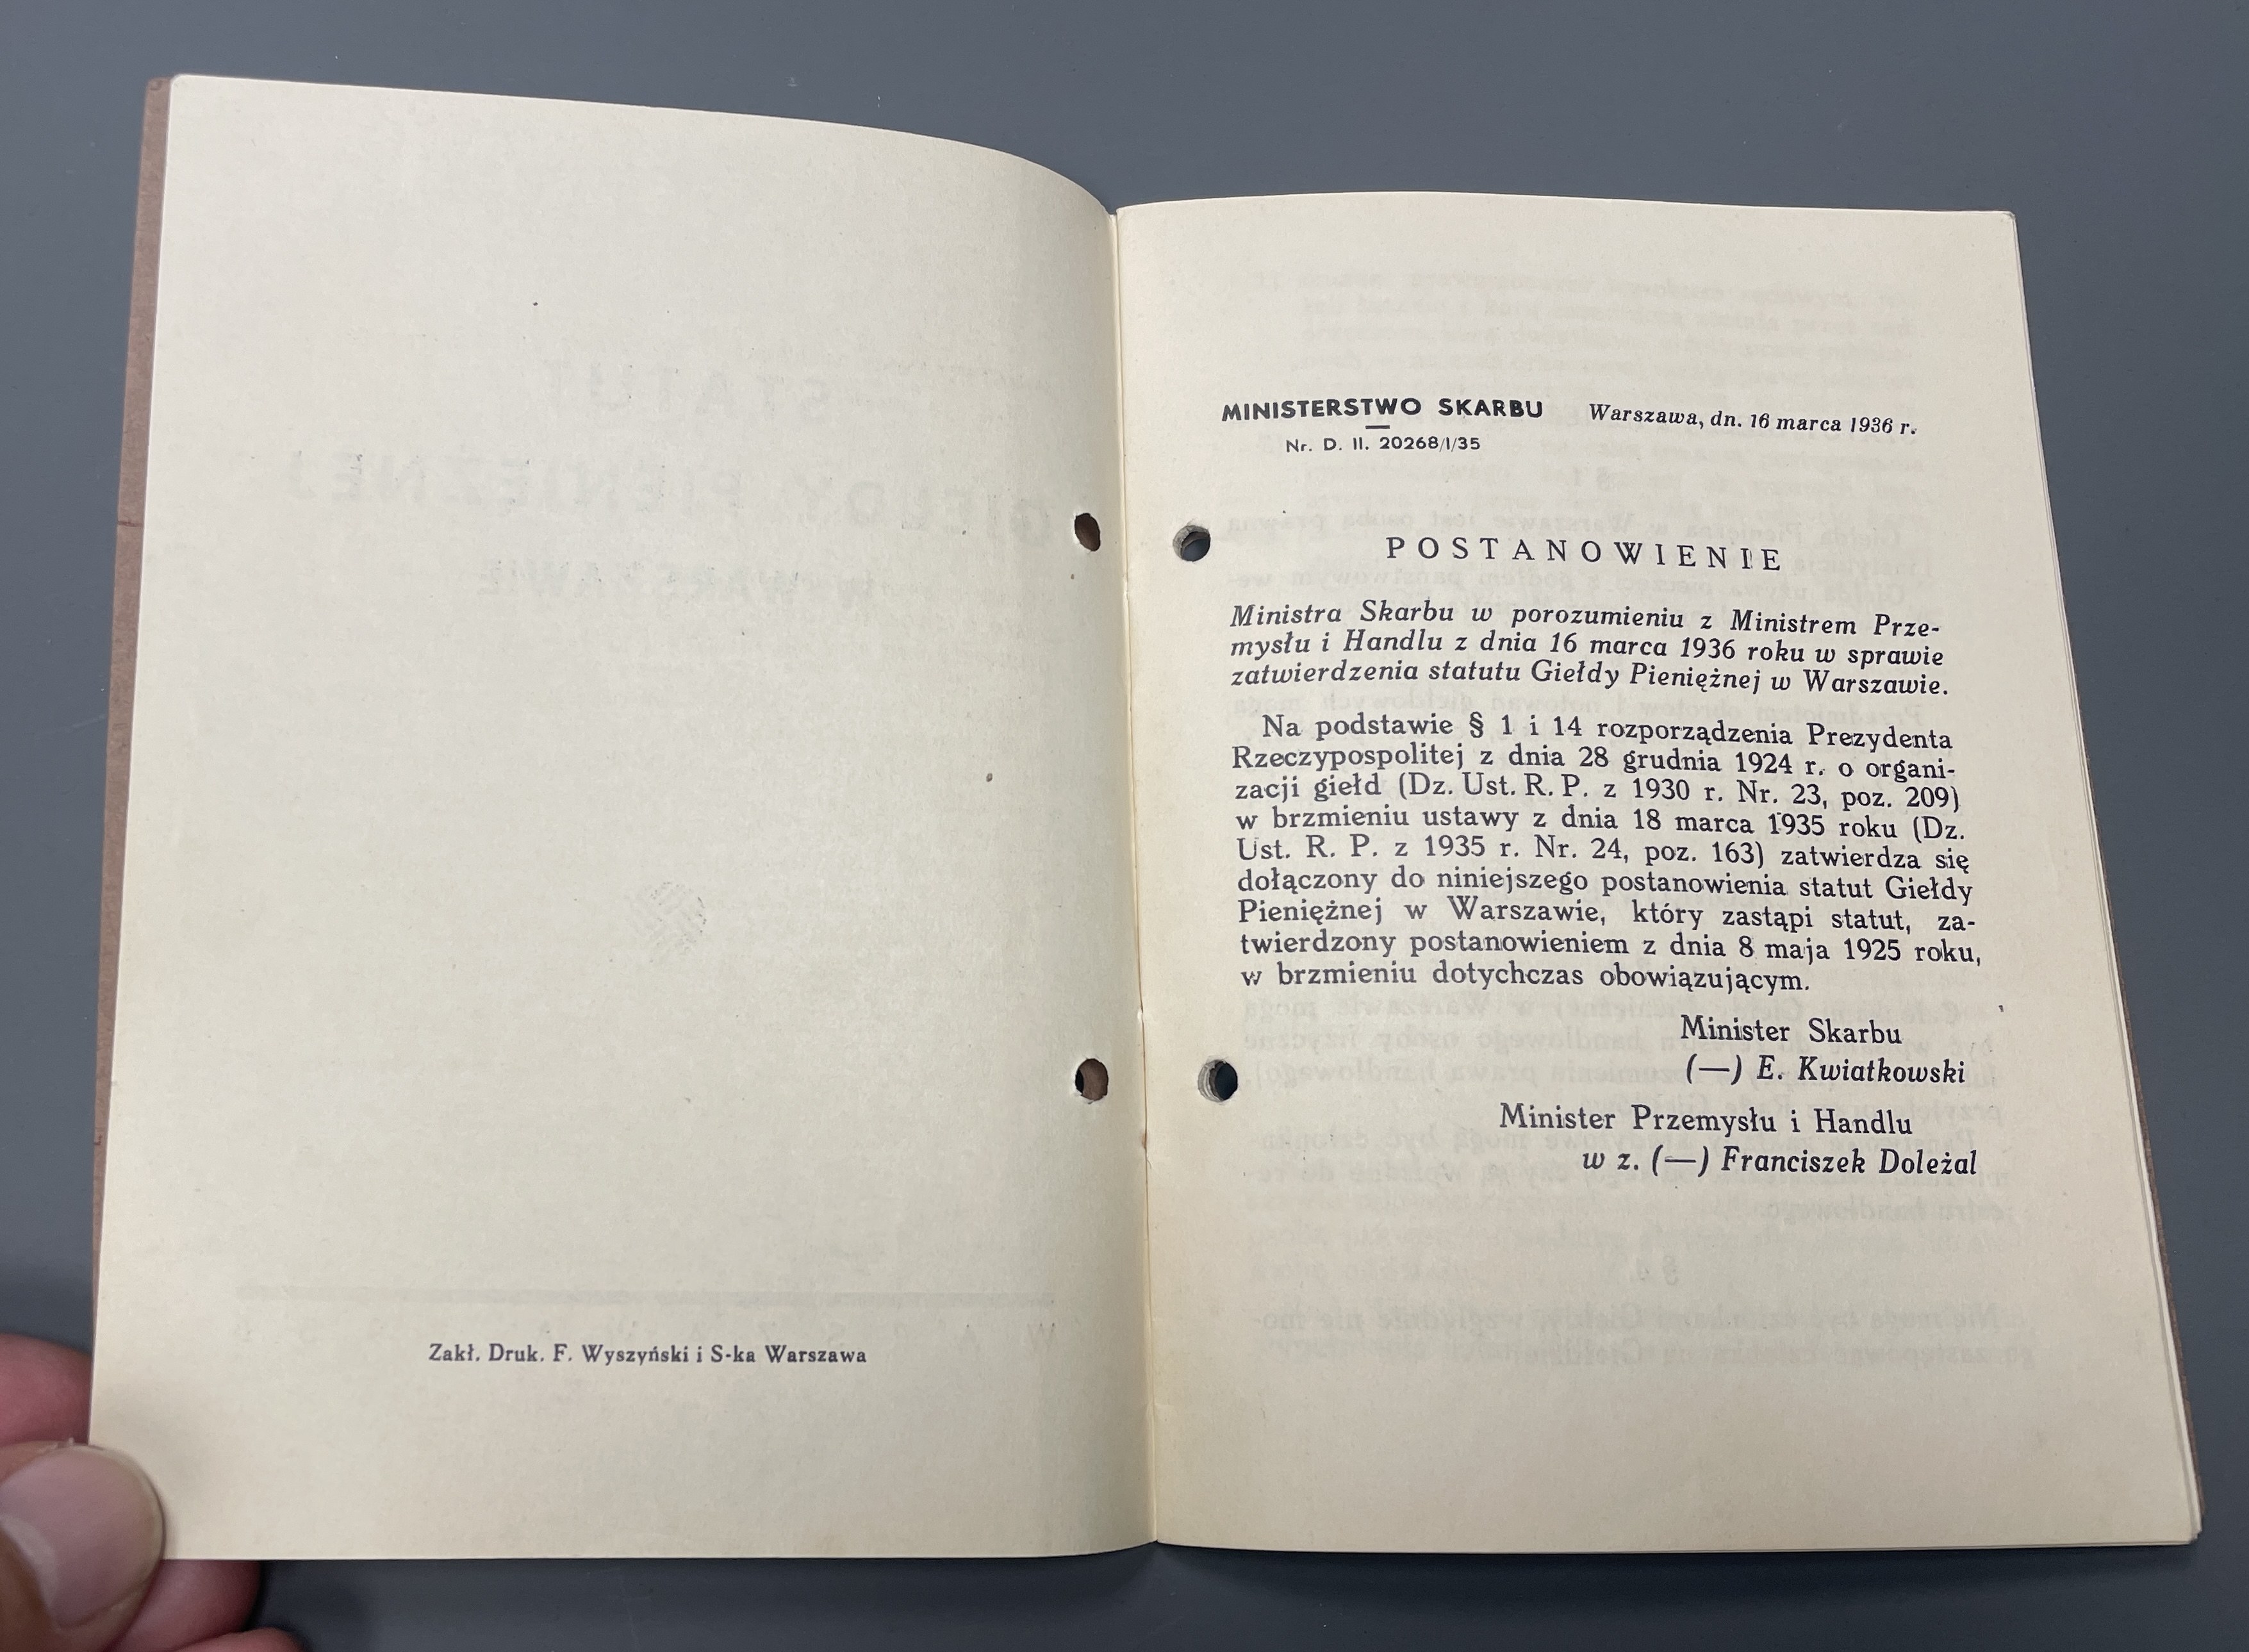 Zakł. Druk. F. Wyszyński i S-ka Warszawa
MINISTERSTWO SKARBU
Nr. D. II. 20268/I/35
Warszawa, dn. 16 marca 1936 r.
POSTANOWIENIE
Ministra Skarbu w porozumieniu z Ministrem Prze-
mysłu i Handlu z dnia 16 marca 1936 roku w sprawie
zatwierdzenia statutu Giełdy Pieniężnej w Warszawie.
Na podstawie § 1 i 14 rozporządzenia Prezydenta
Rzeczypospolitej z dnia 28 grudnia 1924 r. o organi-
zacji giełd (Dz. Ust. R. P. z 1930 r. Nr. 23, poz. 209)
w brzmieniu ustawy z dnia 18 marca 1935 roku (Dz.
Ust. R. P. z 1935 r. Nr. 24, poz. 163) zatwierdza się
dołączony do niniejszego postanowienia statut Giełdy
Pieniężnej w Warszawie, który zastąpi statut, za-
twierdzony postanowieniem z dnia 8 maja 1925 roku,
w brzmieniu dotychczas obowiązującym.
Minister Skarbu
(—) E. Kwiatkowski
Minister Przemysłu i Handlu
w z. (—) Franciszek Doleżal